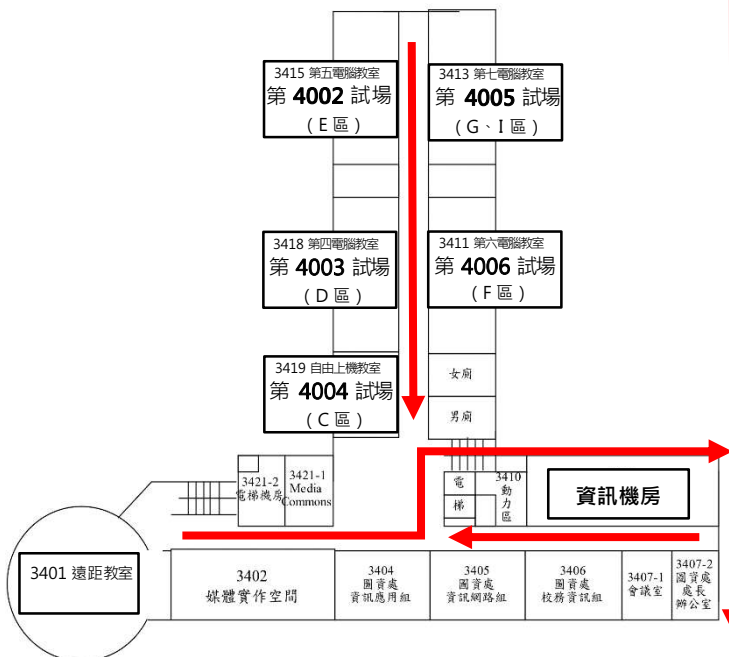 3415 第五電腦教室
第 4002 試場
(E 區)
3413 第七電腦教室
第 4005 試場
(G、I 區)
3418 第四電腦教室
第 4003 試場
(D 區)
3411 第六電腦教室
第 4006 試場
(F 區)
3419 自由上機教室
第 4004 試場
(C 區)
女廁
男廁
3421-2
電梯機房
3421-1
Media
Commons
電
梯
3410
動
力
區
資訊機房
3401 遠距教室
3402
媒體實作空間
3404
圖資處
資訊應用組
3405
圖資處
資訊網路組
3406
圖資處
校務資訊組
3407-1
會議室
3407-2
圖資處
處長
辦公室